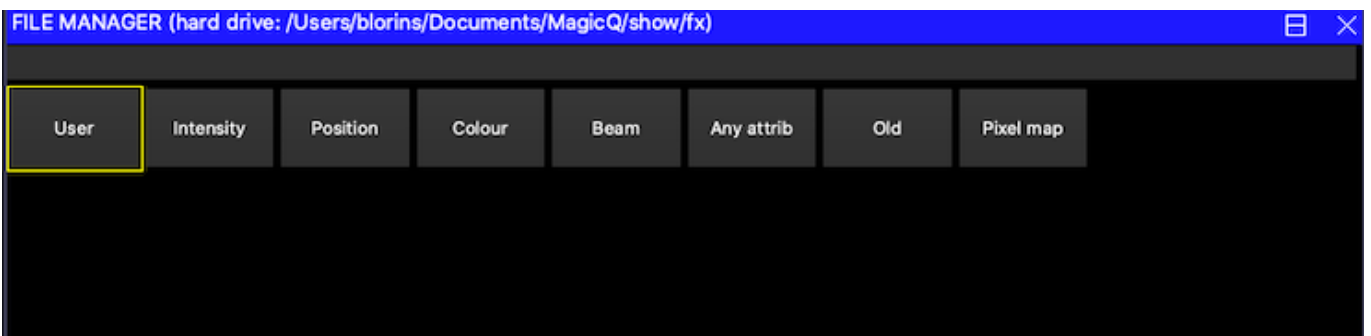 FILE MANAGER (hard drive: /Users/blorins/Documents/MagicQ/show/fx)
User Intensity Position Colour Beam Any attrib Old Pixel map